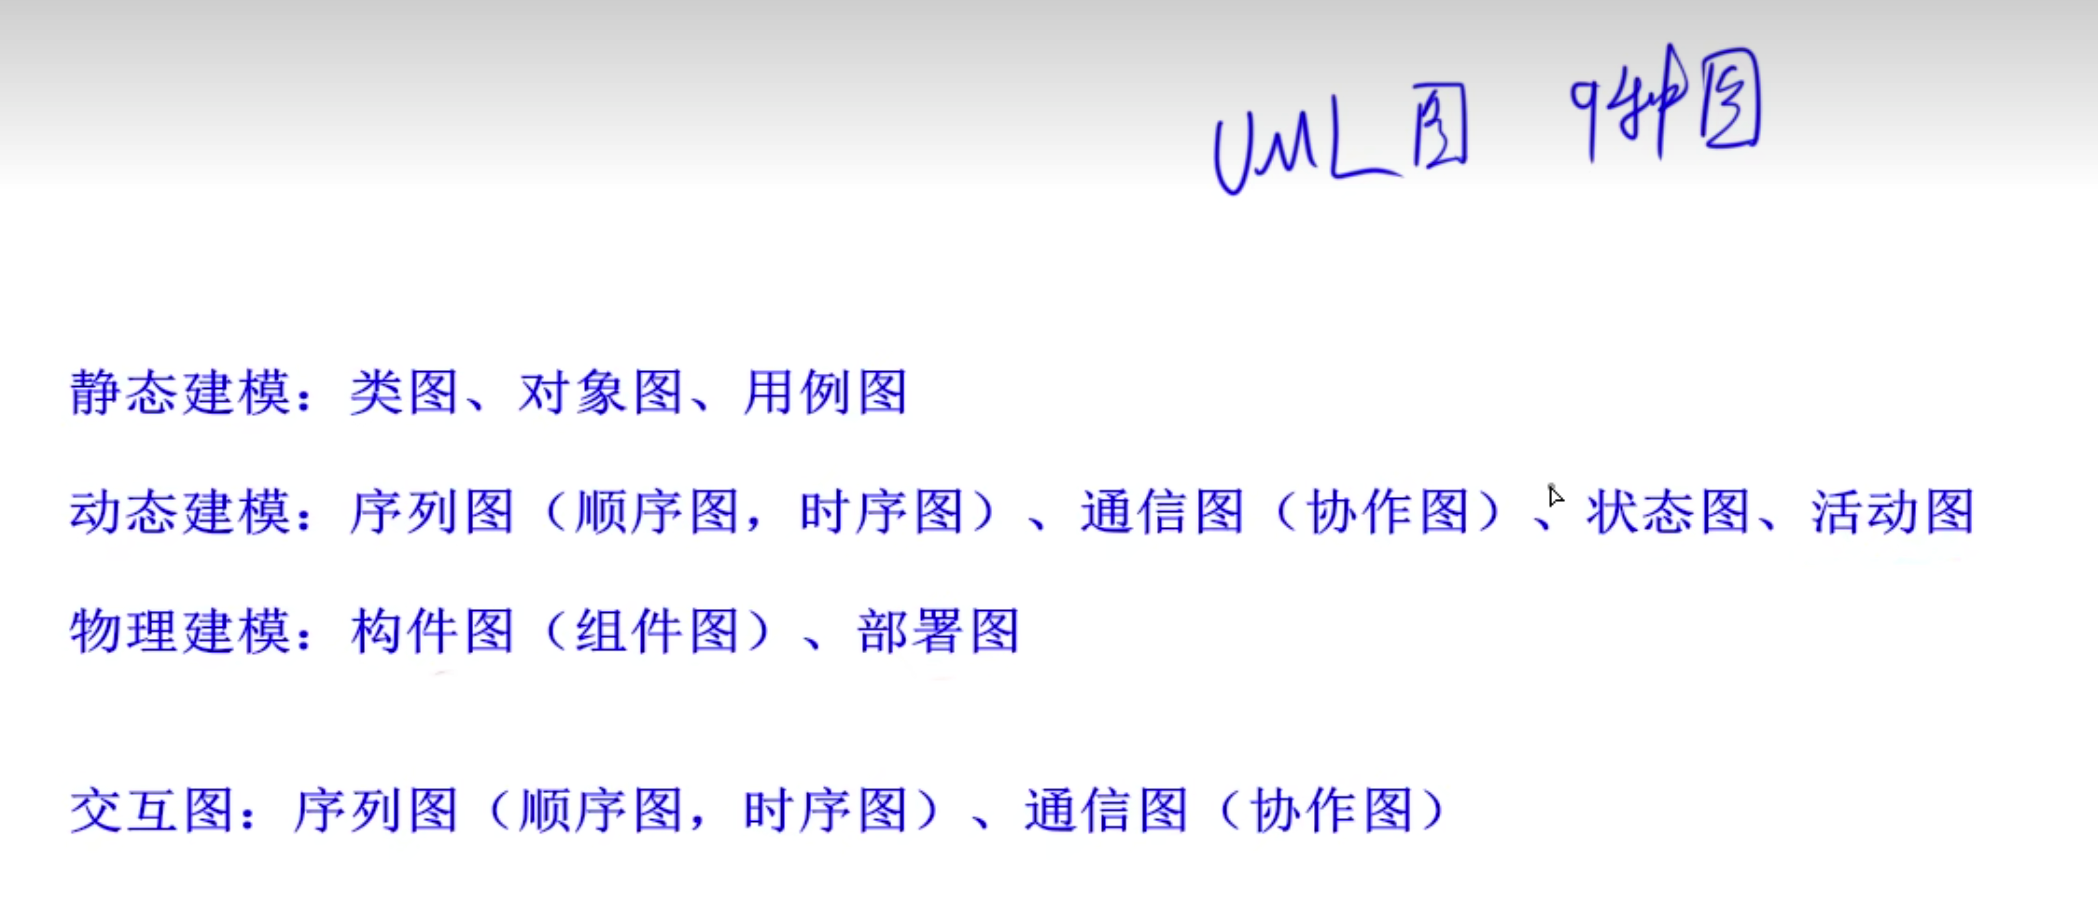 UML图 9种图
静态建模：类图、对象图、用例图
动态建模：序列图（顺序图，时序图）、通信图（协作图）、状态图、活动图
物理建模：构件图（组件图）、部署图
交互图：序列图（顺序图，时序图）、通信图（协作图）